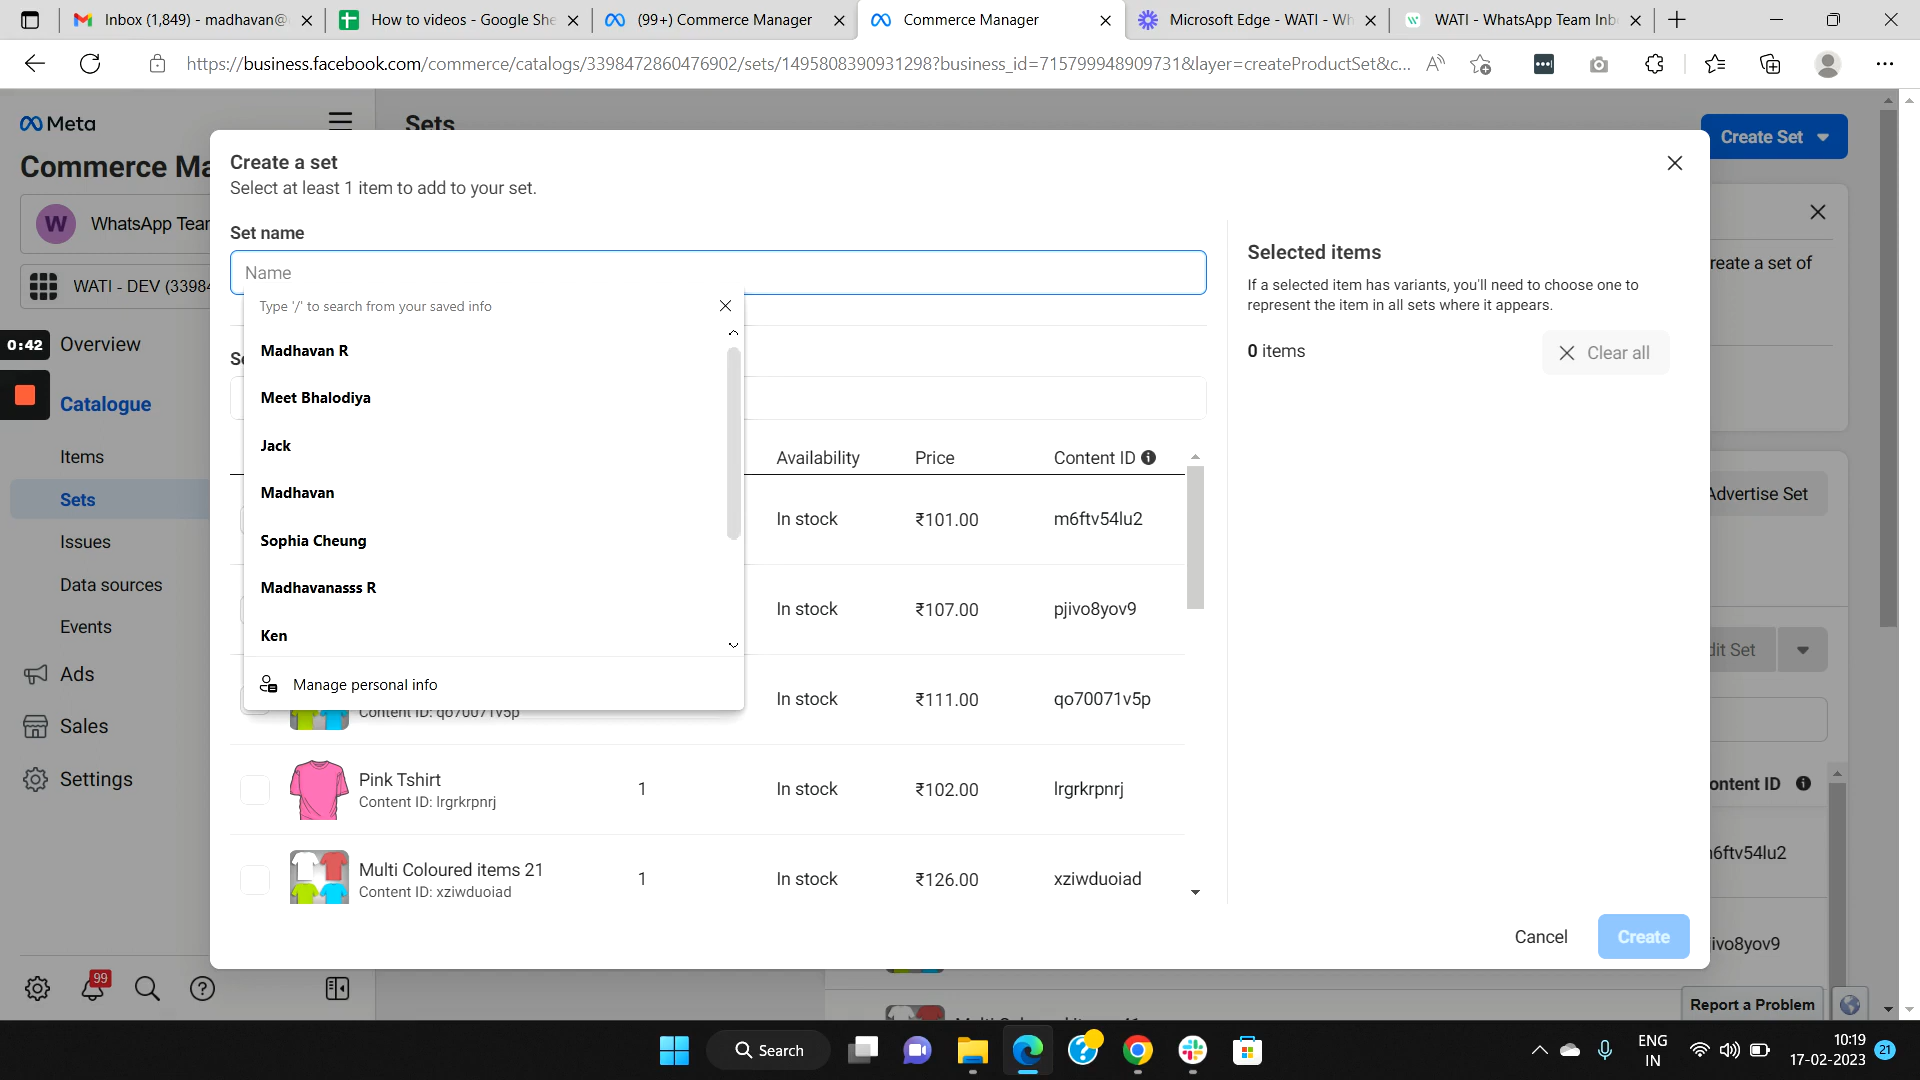 Inbox (1,849) - madhavan@
How to videos - Google She
(99+) Commerce Manager
Commerce Manager
Microsoft Edge - WATI - Wh
WATI - WhatsApp Team Inb
https://business.facebook.com/commerce/catalogs/3398472860476902/sets/1495808390931298?business_id=715799948909731&layer=createProductSet&c...
Meta
Commerce Ma
W
WhatsApp Tear
WATI - DEV (33984
0:42
Overview
Catalogue
Items
Sets
Issues
Data sources
Events
Ads
Sales
Settings
99
Sets
Create Set
Create a set
Select at least 1 item to add to your set.
Set name
Name
Type '/' to search from your saved info
Madhavan R
Meet Bhalodiya
Jack
Madhavan
Sophia Cheung
Madhavanasss R
Ken
Manage personal info
Availability
Price
Content ID
In stock
₹101.00
m6ftv54lu2
In stock
₹107.00
pjivo8yov9
Content ID: qo70071v5p
In stock
₹111.00
qo70071v5p
Pink Tshirt
Content ID: lrgrkrpnrj
1
In stock
₹102.00
lrgrkrpnrj
Multi Coloured items 21
Content ID: xziwduoiad
1
In stock
₹126.00
xziwduoiad
Selected items
If a selected item has variants, you'll need to choose one to
represent the item in all sets where it appears.
0 items
Clear all
Cancel
Create
reate a set of
Advertise Set
dit Set
ontent ID
16ftv54lu2
ivo8yov9
Report a Problem
Search
ENG
IN
10:19
17-02-2023
21